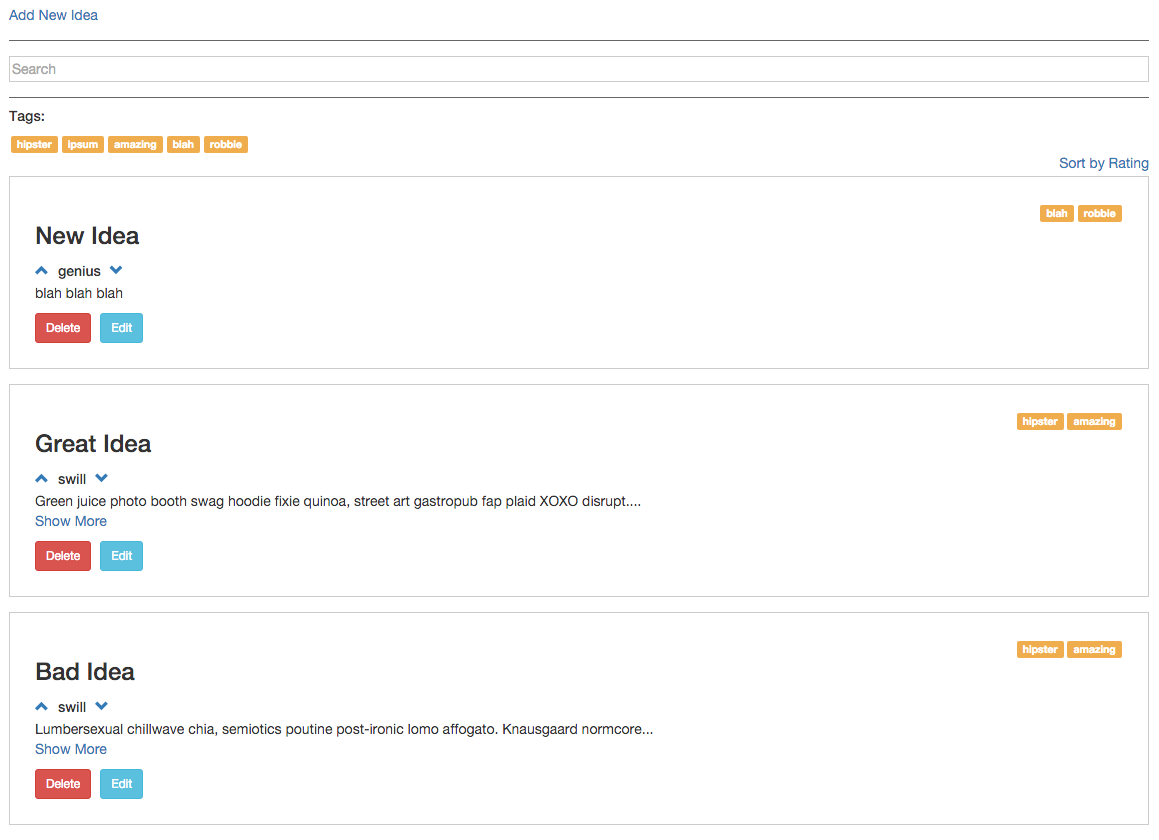 Add New Idea
Search
Tags:
hipster ipsum amazing blah robbie
Sort by Rating
blah robbie
New Idea
genius
blah blah blah
Delete Edit
hipster amazing
Great Idea
swill
Green juice photo booth swag hoodie fixie quinoa, street art gastropub fap plaid XOXO disrupt....
Show More
Delete Edit
hipster amazing
Bad Idea
swill
Lumbersexual chillwave chia, semiotics poutine post-ironic lomo affogato. Knausgaard normcore...
Show More
Delete Edit